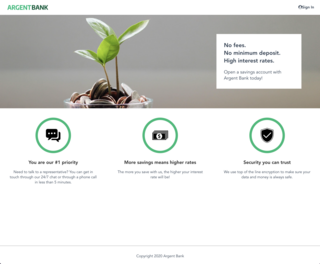 ARGENTBANK
Sign In
No fees.
No minimum deposit.
High interest rates.
Open a savings account with
Argent Bank today!
You are our #1 priority
Need to talk to a representative? You can get in
touch through our 24/7 chat or through a phone call
in less than 5 minutes.
More savings means higher rates
The more you save with us, the higher your interest
rate will be!
Security you can trust
We use top of the line encryption to make sure your
data and money is always safe.
Copyright 2020 Argent Bank